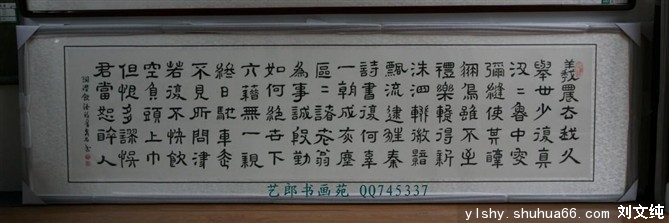 羲農去我久
舉世少復真
汲〻魯中叟
彌縫使其醇
鳳鳥雖不至
禮樂暫得新
洙泗輟微響
飄流逮狂秦
詩書復何辜
一朝成灰塵
區〻諸老翁
為事誠殷勤
如何絕世下
六籍無一親
終日馳車走
不見所問津
若復不快飲
空負頭上巾
但恨多謬誤
君當恕醉人
艺郎书画苑 QQ745337
ylshy.shuhua66.com 刘文纯